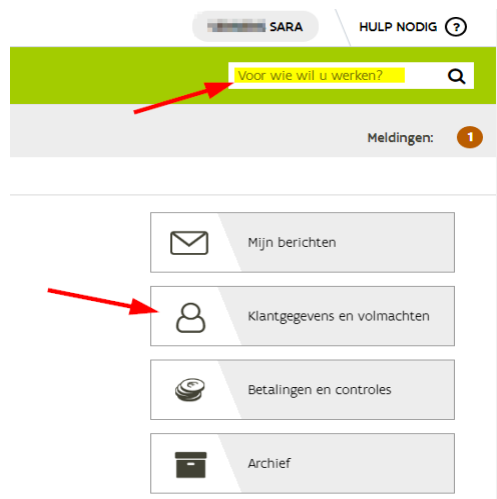 SARA HULP NODIG ?
Voor wie wil u werken?
Meldingen: 1
Mijn berichten
Klantgegevens en volmachten
Betalingen en controles
Archief